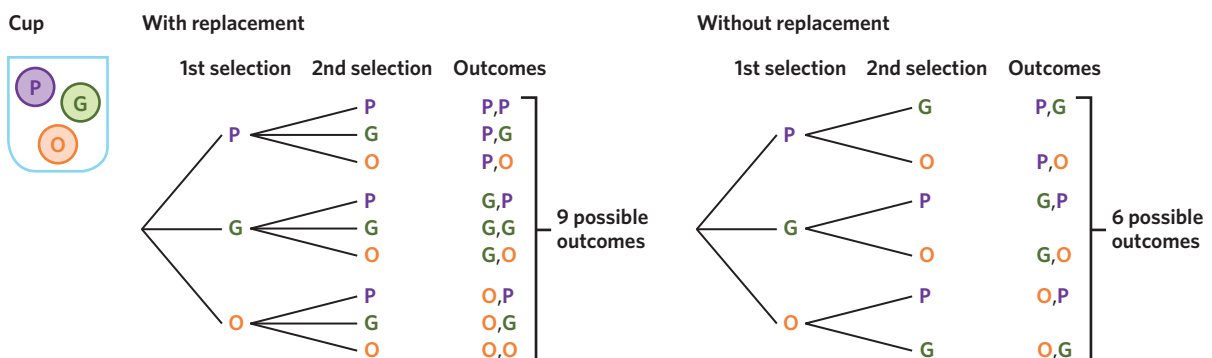 Cup
P
G
O
With replacement
1st selection 2nd selection Outcomes
P P,P
P G P,G
O P,O
P G,P
G G G,G
O G,O
P O,P
O G O,G
O O,O
9 possible
outcomes
Without replacement
1st selection 2nd selection Outcomes
G P,G
P
O P,O
P G,P
G
O G,O
P O,P
O
G O,G
6 possible
outcomes